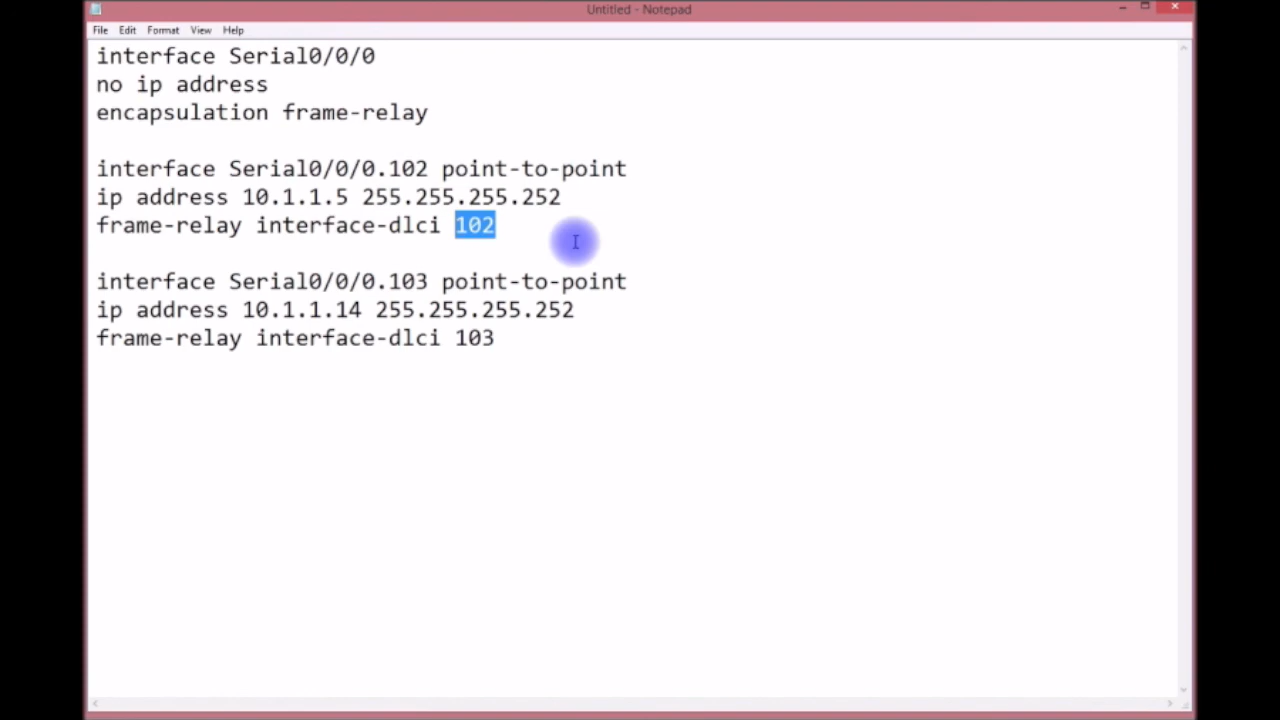 Untitled - Notepad
File Edit Format View Help
interface Serial0/0/0
no ip address
encapsulation frame-relay
interface Serial0/0/0.102 point-to-point
ip address 10.1.1.5 255.255.255.252
frame-relay interface-dlci 102
interface Serial0/0/0.103 point-to-point
ip address 10.1.1.14 255.255.255.252
frame-relay interface-dlci 103